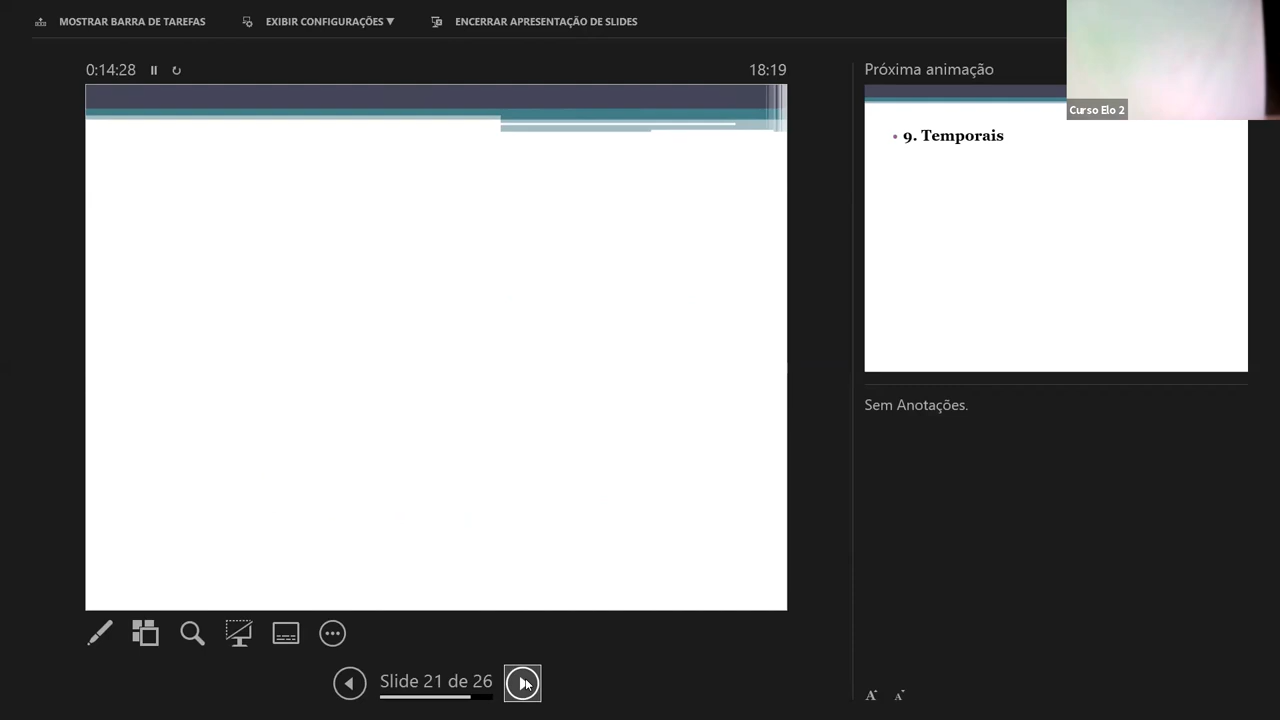 MOSTRAR BARRA DE TAREFAS EXIBIR CONFIGURAÇÕES ▼ ENCERRAR APRESENTAÇÃO DE SLIDES
0:14:28 18:19
Próxima animação
Curso Elo 2
• 9. Temporais
Sem Anotações.
Slide 21 de 26
A A